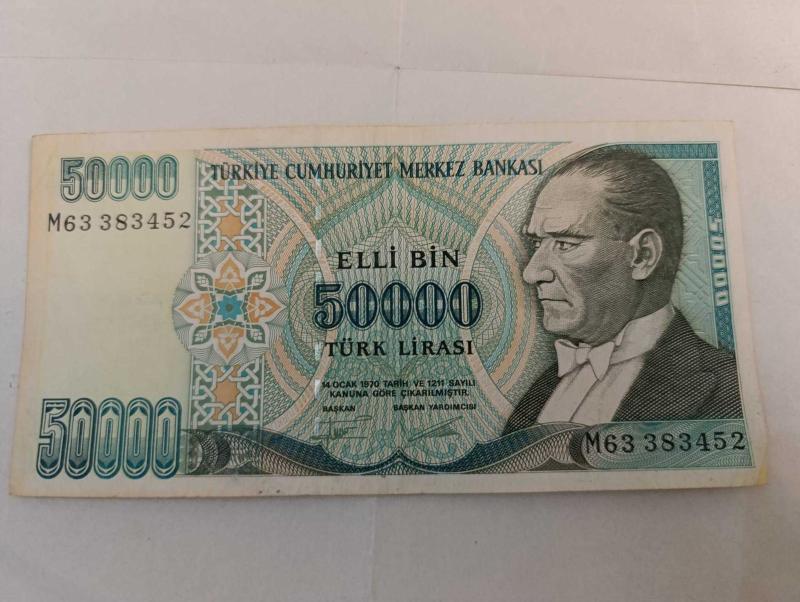 50000
TÜRKİYE CUMHURİYET MERKEZ BANKASI
M63 383452
ELLİ BİN
50000
TÜRK LİRASI
14 OCAK 1970 TARİH VE 1211 SAYILI
KANUNA GÖRE ÇIKARILMIŞTIR.
BAŞKAN BAŞKAN YARDIMCISI
50000
50000
M63 383452